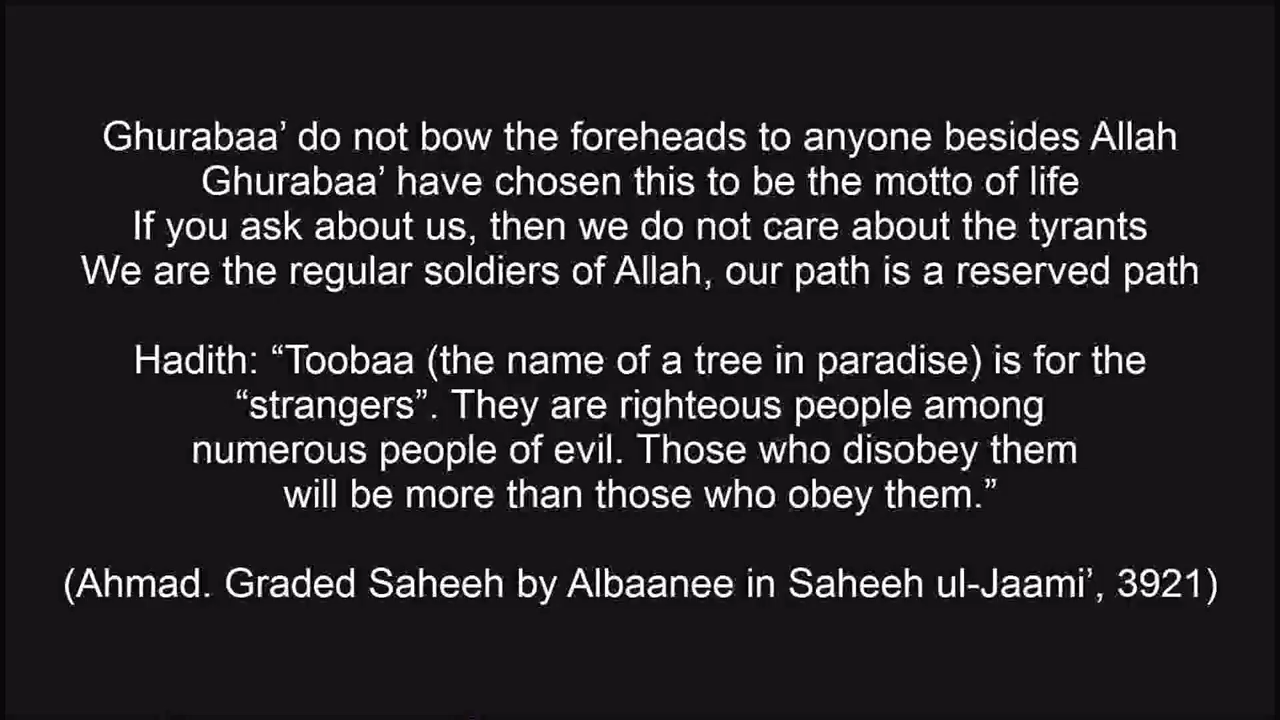 Ghurabaa’ do not bow the foreheads to anyone besides Allah
Ghurabaa’ have chosen this to be the motto of life
If you ask about us, then we do not care about the tyrants
We are the regular soldiers of Allah, our path is a reserved path
Hadith: “Toobaa (the name of a tree in paradise) is for the
“strangers”. They are righteous people among
numerous people of evil. Those who disobey them
will be more than those who obey them.”
(Ahmad. Graded Saheeh by Albaanee in Saheeh ul-Jaami’, 3921)